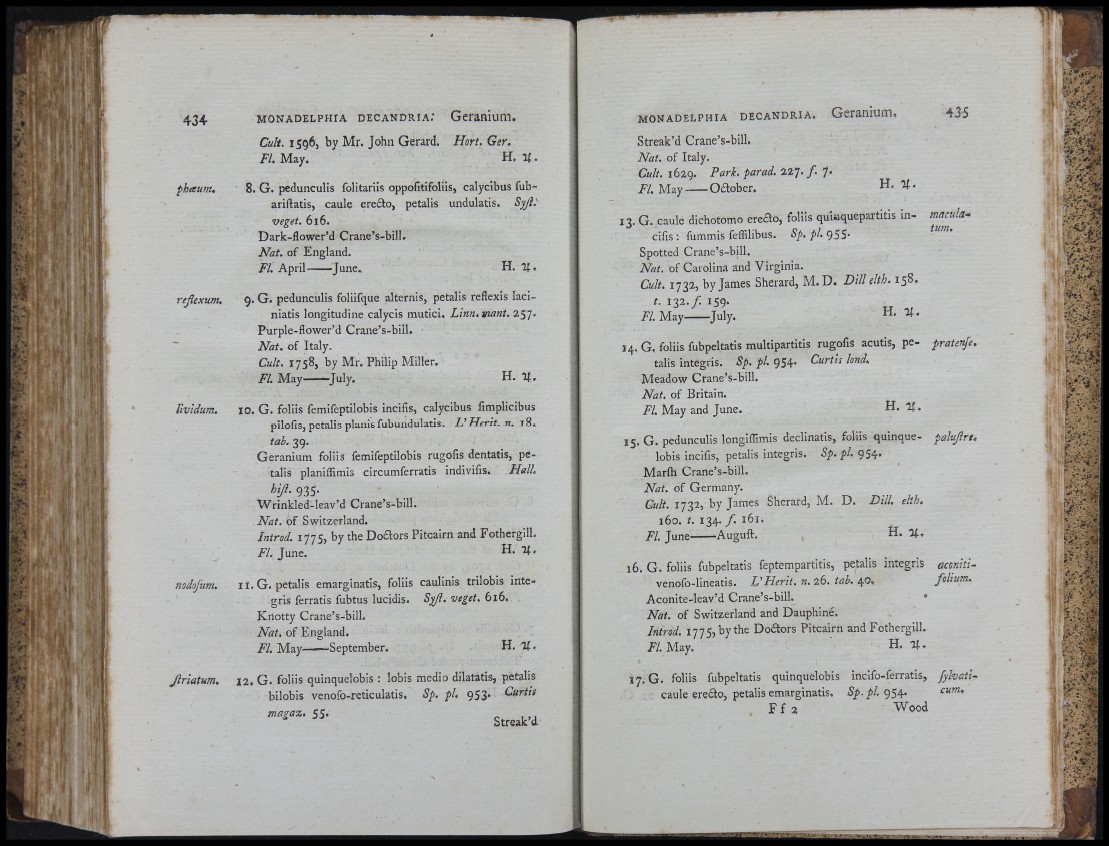 434 MONADELPHIA DECANDRIA. Geranium.
Cult. 1596, by Mr. John Gerard. Hort. Ger.
Fl. May. H. ♃.
phæum. 8. G. pedunculis ſolitariis oppoſitifoliis, calycibus ſub-
ariſtatis, caule erecto, petalis undulatis. Syſt.
veget. 616.
Dark-flower'd Crane's-bill.
Nat. of England.
Fl. April——June. H. ♃.
reflexum. 9. G. pedunculis foliiſque alternis, petalis reflexis laci-
niatis longitudine calycis mutici. Linn. mant. 257.
Purple-flower'd Crane's-bill.
Nat. of Italy.
Cult. 1758, by Mr. Philip Miller.
Fl. May——July. H. ♃.
lividum. 10. G. foliis ſemiſeptilobis inciſis, calycibus ſimplicibus
piloſis, petalis planis ſubundulatis. L'Herit. n. 18.
tab. 39.
Geranium foliis ſemiſeptilobis rugoſis dentatis, pe-
talis planiſſimis circumſerratis indiviſis. Hall.
hiſt. 935.
Wrinkled-leav'd Crane's-bill.
Nat. of Switzerland.
Introd. 1775, by the Doctors Pitcairn and Fothergill.
Fl. June. H. ♃.
nodoſum. 11. G. petalis emarginatis, foliis caulinis trilobis inte-
gris ſerratis ſubtus lucidis. Syſt. veget. 616.
Knotty Crane's-bill.
Nat. of England.
Fl. May——September. H. ♃.
ſtriatum. 12. G. foliis quinquelobis : lobis medio dilatatis, petalis
bilobis venoſo-reticulatis. Sp. pl. 953. Curtis
magaz. 55.
Streak'd
MONADELPHIA DECANDRIA. Geranium. 435
Streak'd Crane's-bill.
Nat. of Italy.
Cult. 1629. Park. parad. 227. f. 7.
Fl. May——October. H. ♃.
13. G. caule dichotomo erecto, foliis quinquepartitis in- macula-
ciſis : ſummis ſeſſilibus. Sp. pl. 955. tum.
Spotted Crane's-bill.
Nat. of Carolina and Virginia.
Cult. 1732, by James Sherard, M. D. Dill elth. 158.
t. 132. f. 159.
Fl. May——July. H. ♃.
14. G. foliis ſubpeltatis multipartitis rugoſis acutis, pe- pratenſe.
talis integris. Sp. pl. 954. Curtis lond.
Meadow Crane's-bill.
Nat. of Britain.
Fl. May and June. H. ♃.
15. G. pedunculis longiſſimis declinatis, foliis quinque- paluſtre.
lobis inciſis, petalis integris. Sp. pl. 954.
Marſh Crane's-bill.
Nat. of Germany.
Cult. 1732, by James Sherard, M. D. Dill. elth.
160. t. 134. f. 161.
Fl. June——Auguſt. H. ♃.
16. G. foliis ſubpeltatis ſeptempartitis, petalis integris aconiti-
venoſo-lineatis. L'Herit. n. 26. tab. 40. folium.
Aconite-leav'd Crane's-bill.
Nat. of Switzerland and Dauphiné.
Introd. 1775, by the Doctors Pitcairn and Fothergill.
Fl. May. H. ♃.
17. G. foliis ſubpeltatis quinquelobis inciſo-ſerratis, ſylvati-
caule erecto, petalis emarginatis. Sp. pl. 954. cum.
F f 2 Wood